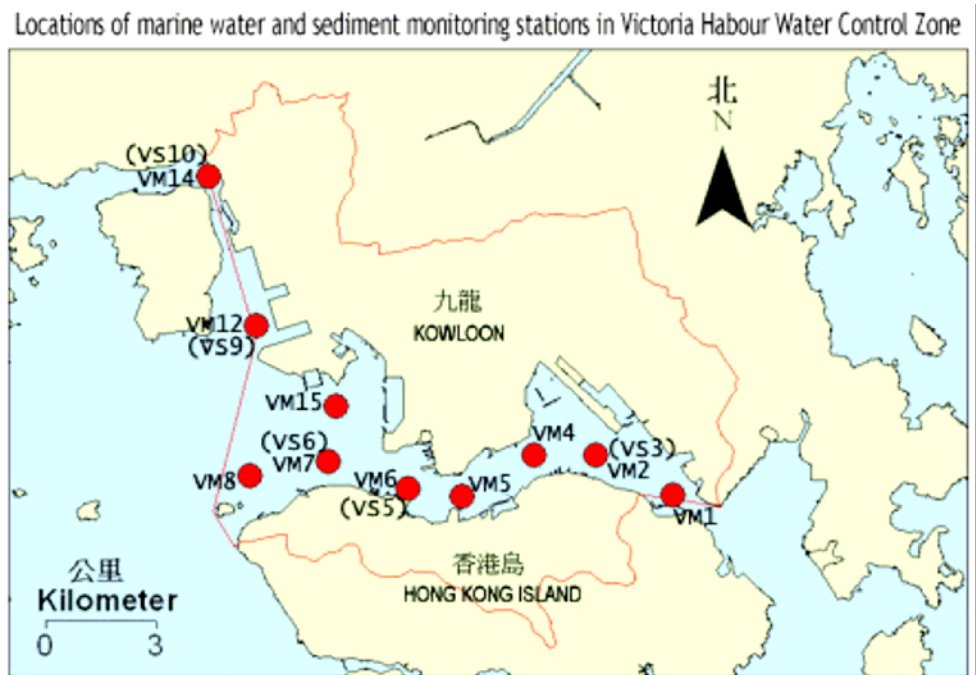 Locations of marine water and sediment monitoring stations in Victoria Habour Water Control Zone
北
N
(VS10)
VM14
九龍
KOWLOON
VM12
(VS9)
VM15
(VS6)
VM7
VM8
VM6
(VS5)
VM5
VM4
(VS3)
VM2
VM1
香港島
HONG KONG ISLAND
公里
Kilometer
0 3